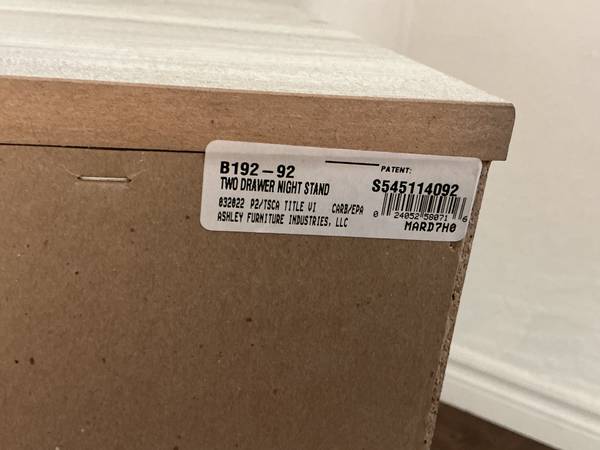 B192-92
PATENT:
TWO DRAWER NIGHT STAND
S545114092
032022 P2/TSCA TITLE VI CARB/EPA
ASHLEY FURNITURE INDUSTRIES, LLC
0 24052 58071 6
MARD7H0